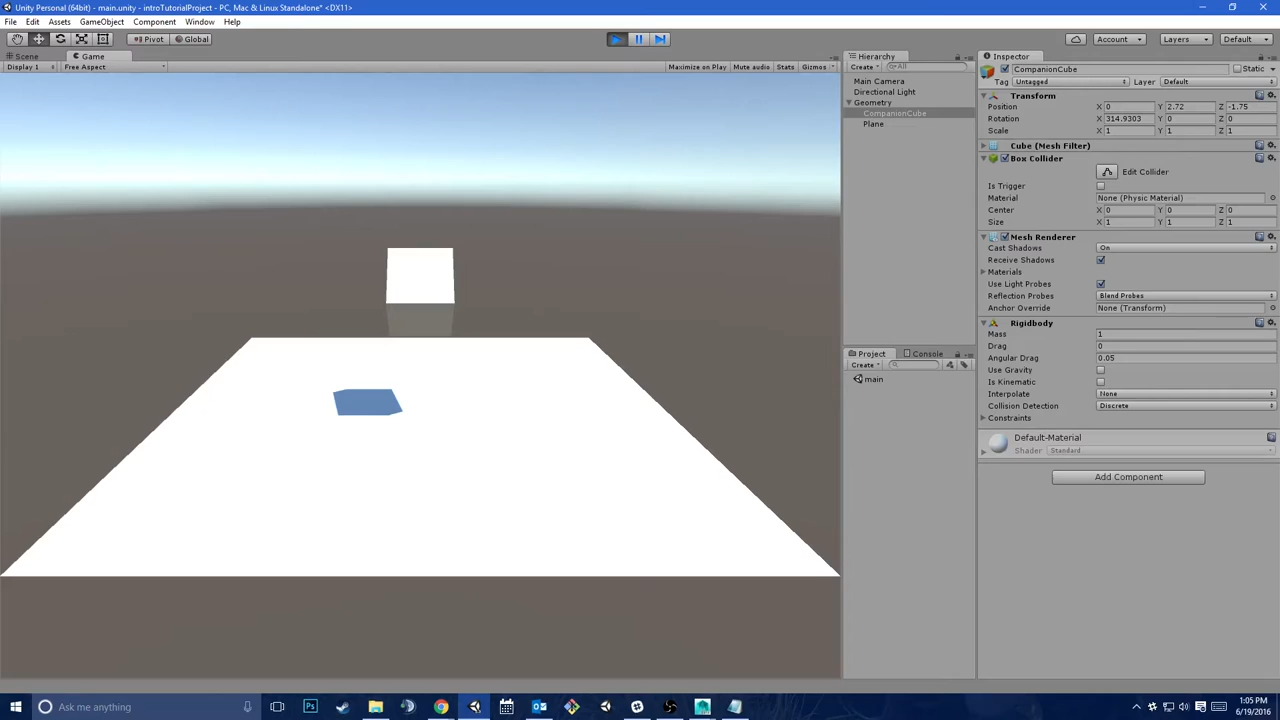 Unity Personal (64bit) - main.unity - introTutorialProject - PC, Mac & Linux Standalone* <DX11>
File Edit Assets GameObject Component Window Help
Pivot Global Account Layers Default
Scene Game
Display 1 Free Aspect Maximize on Play Mute audio Stats Gizmos
Hierarchy
Create All
Main Camera
Directional Light
Geometry
CompanionCube
Plane
Project Console
Create
main
Inspector
CompanionCube Static
Tag Untagged Layer Default
Transform
Position X 0 Y 2.72 Z -1.75
Rotation X 314.9303 Y 0 Z 0
Scale X 1 Y 1 Z 1
Cube (Mesh Filter)
Box Collider
Edit Collider
Is Trigger
Material None (Physic Material)
Center X 0 Y 0 Z 0
Size X 1 Y 1 Z 1
Mesh Renderer
Cast Shadows On
Receive Shadows
Materials
Use Light Probes
Reflection Probes Blend Probes
Anchor Override None (Transform)
Rigidbody
Mass 1
Drag 0
Angular Drag 0.05
Use Gravity
Is Kinematic
Interpolate None
Collision Detection Discrete
Constraints
Default-Material
Shader Standard
Add Component
Ask me anything
1:05 PM
6/19/2016